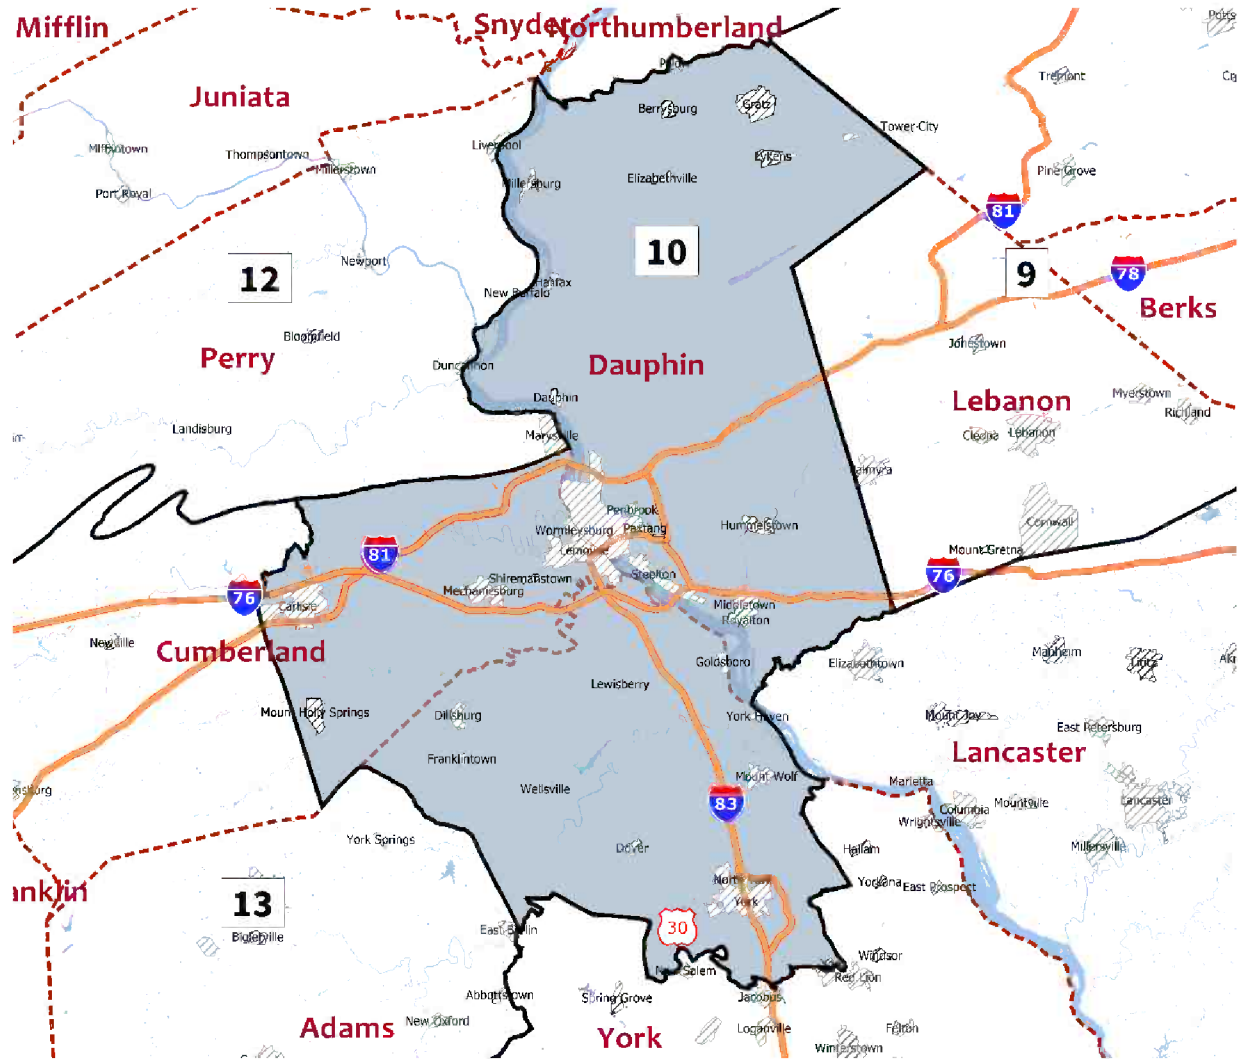 Mifflin
Snyder
Northumberland
Potts
Pillow
Tremont
Juniata
Berrysburg
Gratz
Tower City
Mifflintown
Thompsontown
Millerstown
Liverpool
Lykens
Pine Grove
Port Royal
Millersburg
Elizabethville
81
12
Newport
10
9
78
New Buffalo
Halifax
Berks
Bloomfield
Perry
Duncannon
Dauphin
Jonestown
Dauphin
Lebanon
Myerstown
Richland
Landisburg
Marysville
Cleona
Lebanon
Palmyra
Penbrook
Wormleysburg
Paxtang
Hummelstown
Cornwall
81
Lemoyne
Mount Gretna
76
Shiremanstown
Steelton
76
Mechanicsburg
Carlisle
Middletown
Royalton
Newville
Cumberland
Goldsboro
Elizabethtown
Manheim
Lititz
Akr
Lewisberry
Mount Holly Springs
Dillsburg
York Haven
Mount Joy
East Petersburg
Franklintown
Lancaster
Mount Wolf
Marietta
Wellsville
83
Columbia
Mountville
Lancaster
Wrightsville
York Springs
Dover
Hallam
Millersville
anklin
North York
Yorkana
East Prospect
13
York
30
East Berlin
Biglerville
Windsor
New Salem
Red Lion
Abbottstown
Spring Grove
Jacobus
New Oxford
Adams
York
Loganville
Felton
Winterstown